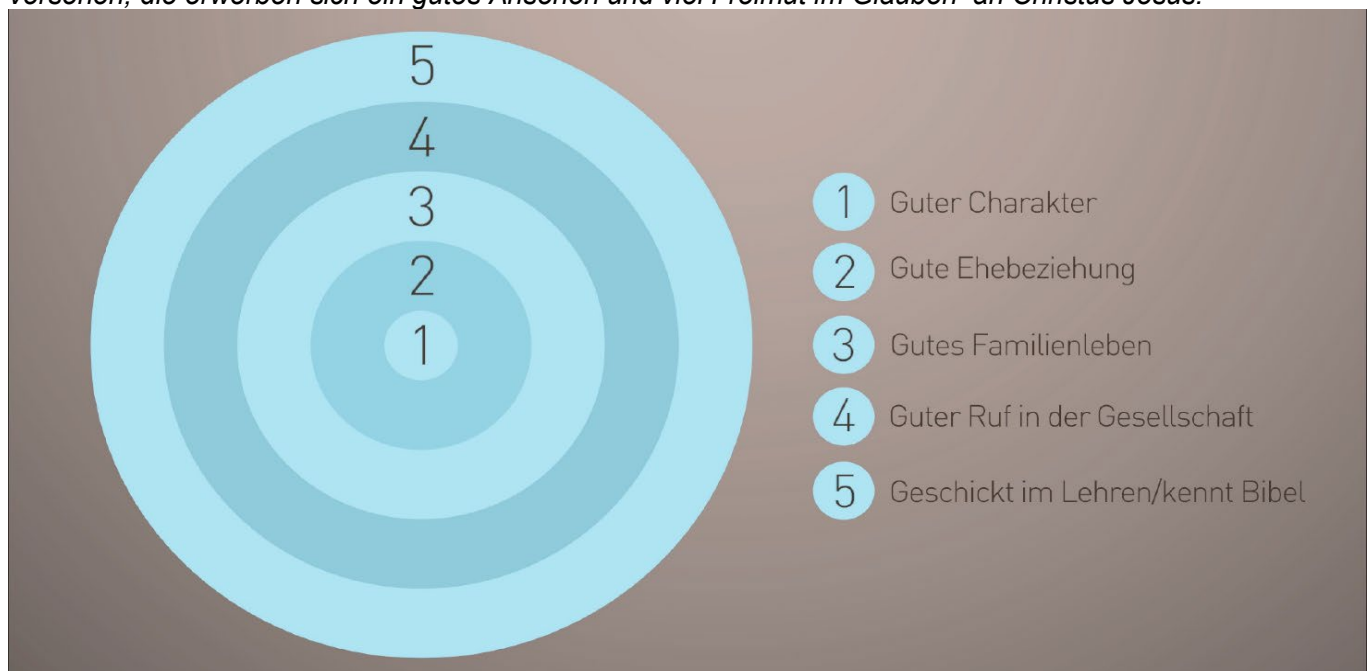 vorstehen, die erwerben sich ein gutes Ansehen und viel Freimut im Glauben an Christus Jesus.
5
4
3
2
1
1 Guter Charakter
2 Gute Ehebeziehung
3 Gutes Familienleben
4 Guter Ruf in der Gesellschaft
5 Geschickt im Lehren/kennt Bibel